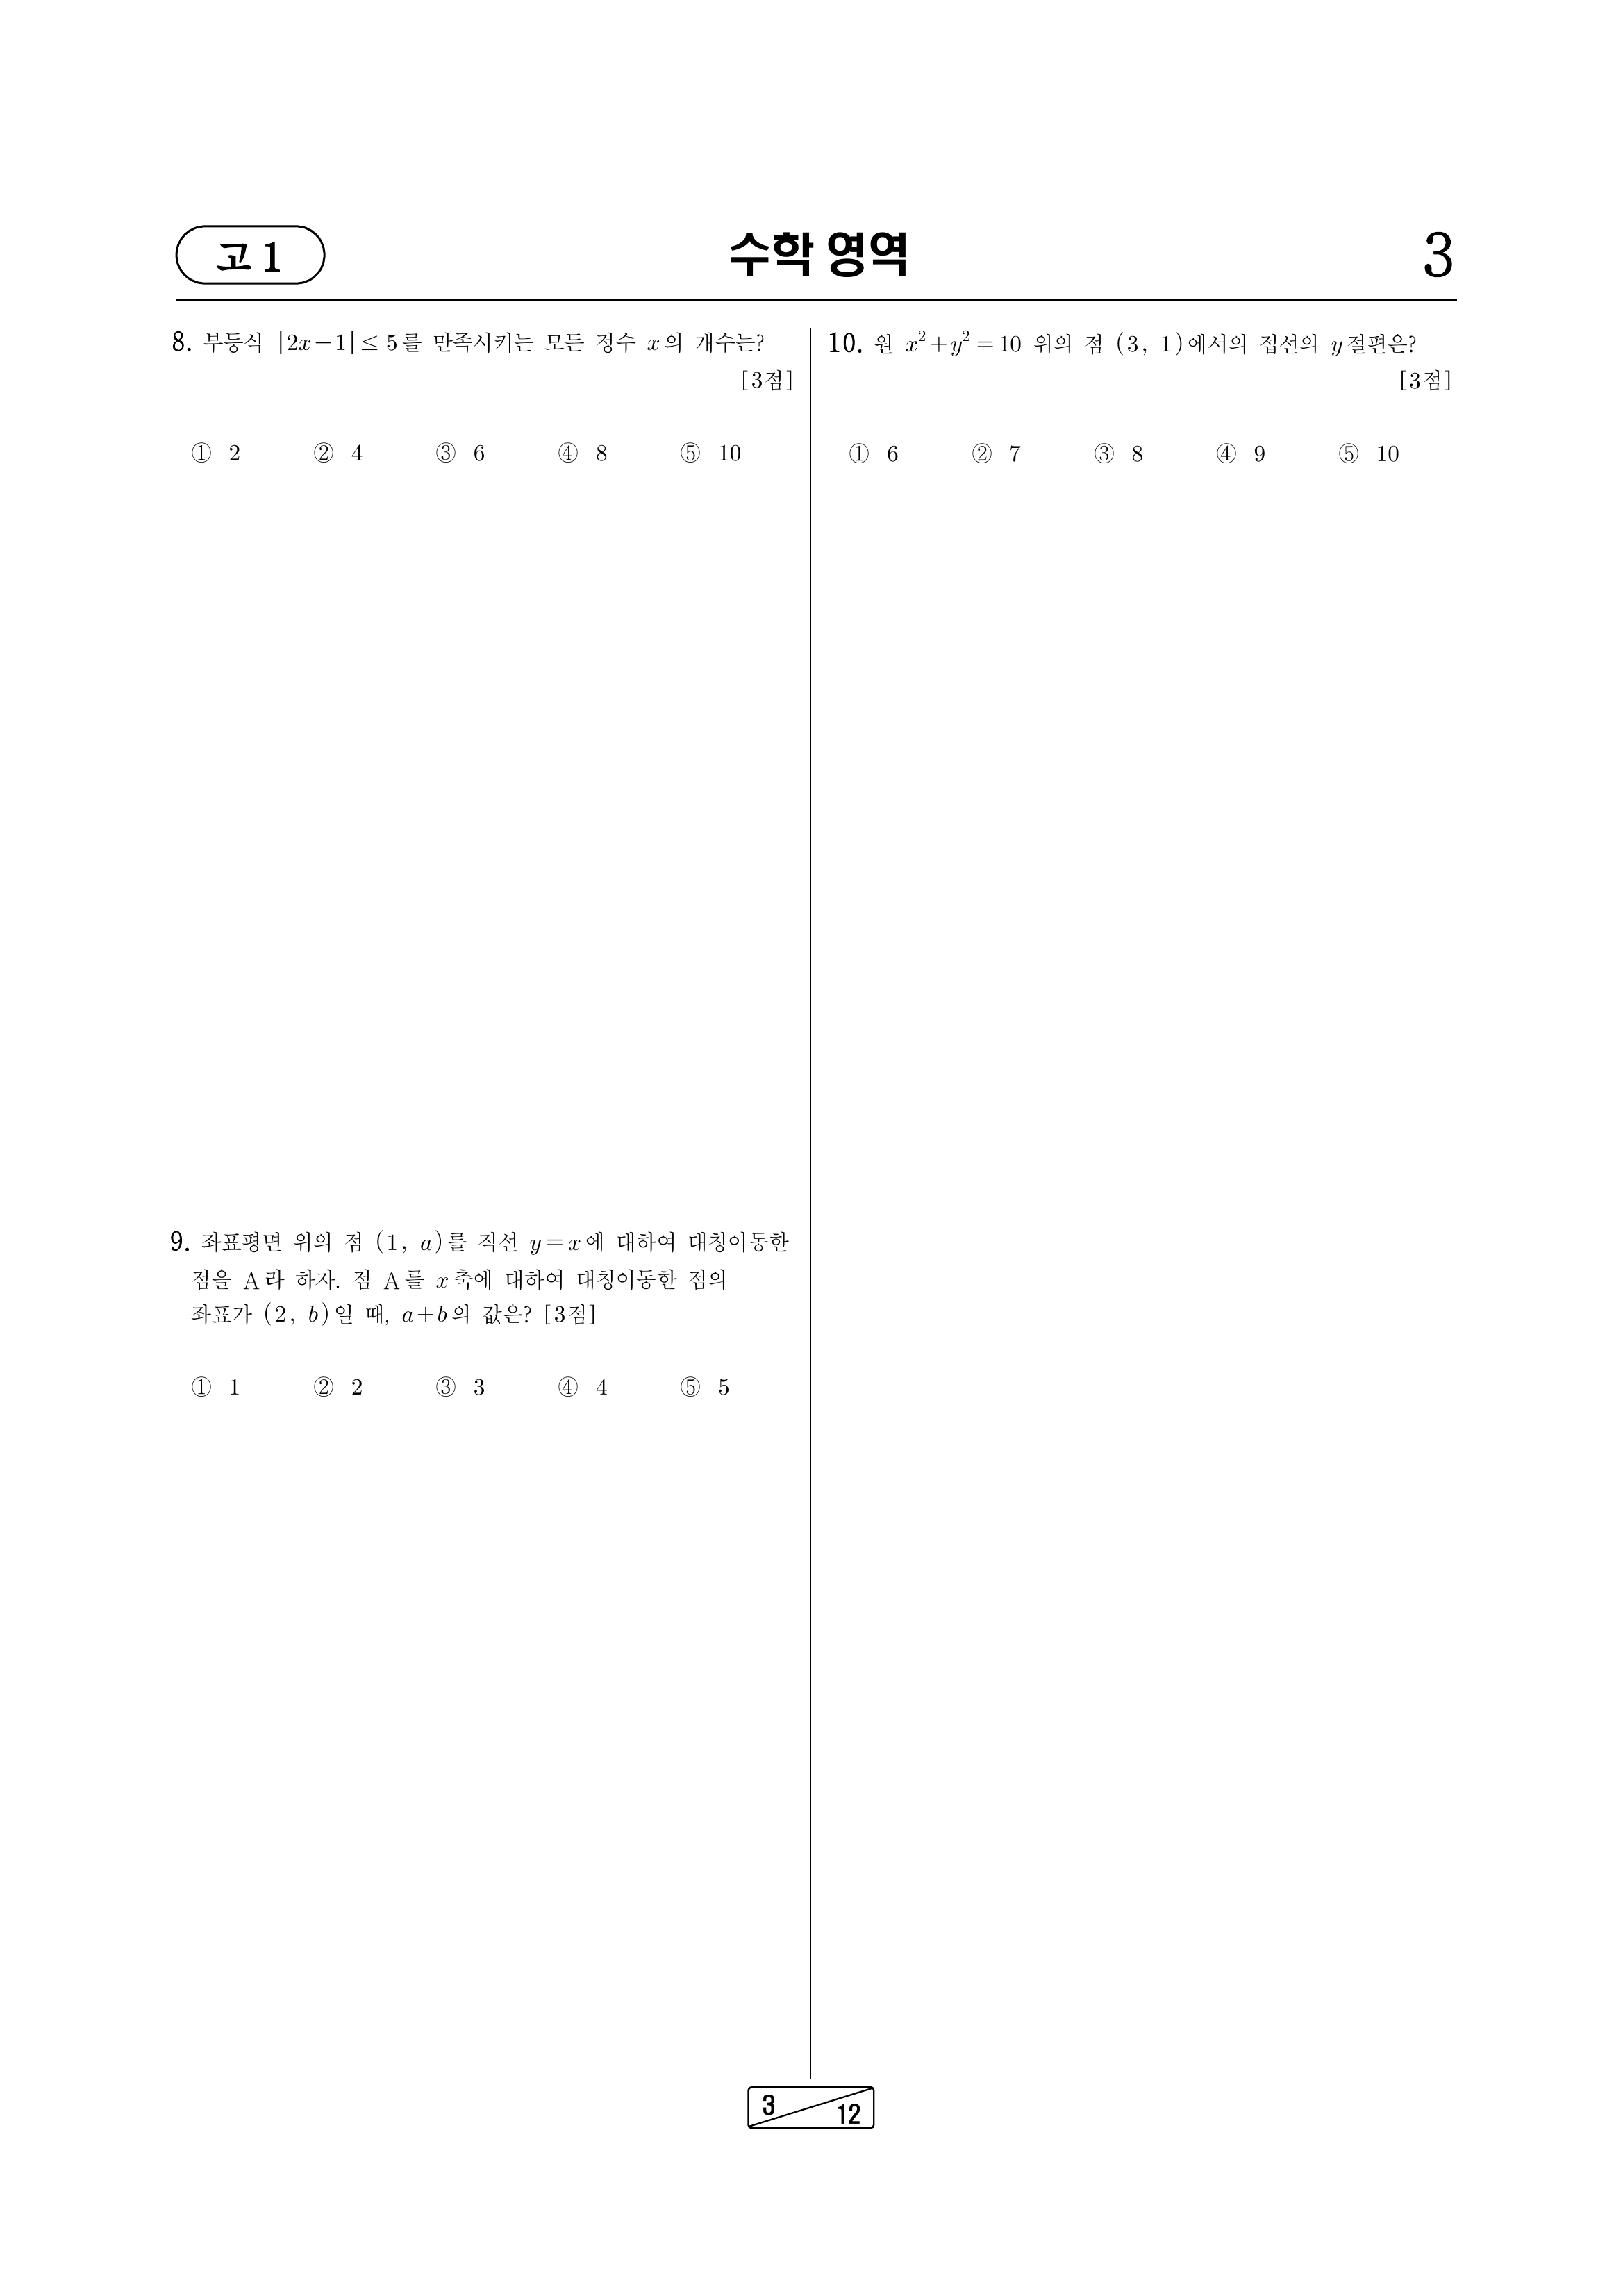 고 1
수학 영역
3
8. 부등식 |2x-1| ≤ 5를 만족시키는 모든 정수 x의 개수는?
[3점]
① 2 ② 4 ③ 6 ④ 8 ⑤ 10
9. 좌표평면 위의 점 (1, a)를 직선 y=x에 대하여 대칭이동한
점을 A라 하자. 점 A를 x축에 대하여 대칭이동한 점의
좌표가 (2, b)일 때, a+b의 값은? [3점]
① 1 ② 2 ③ 3 ④ 4 ⑤ 5
10. 원 x²+y²=10 위의 점 (3, 1)에서의 접선의 y절편은?
[3점]
① 6 ② 7 ③ 8 ④ 9 ⑤ 10
3 12